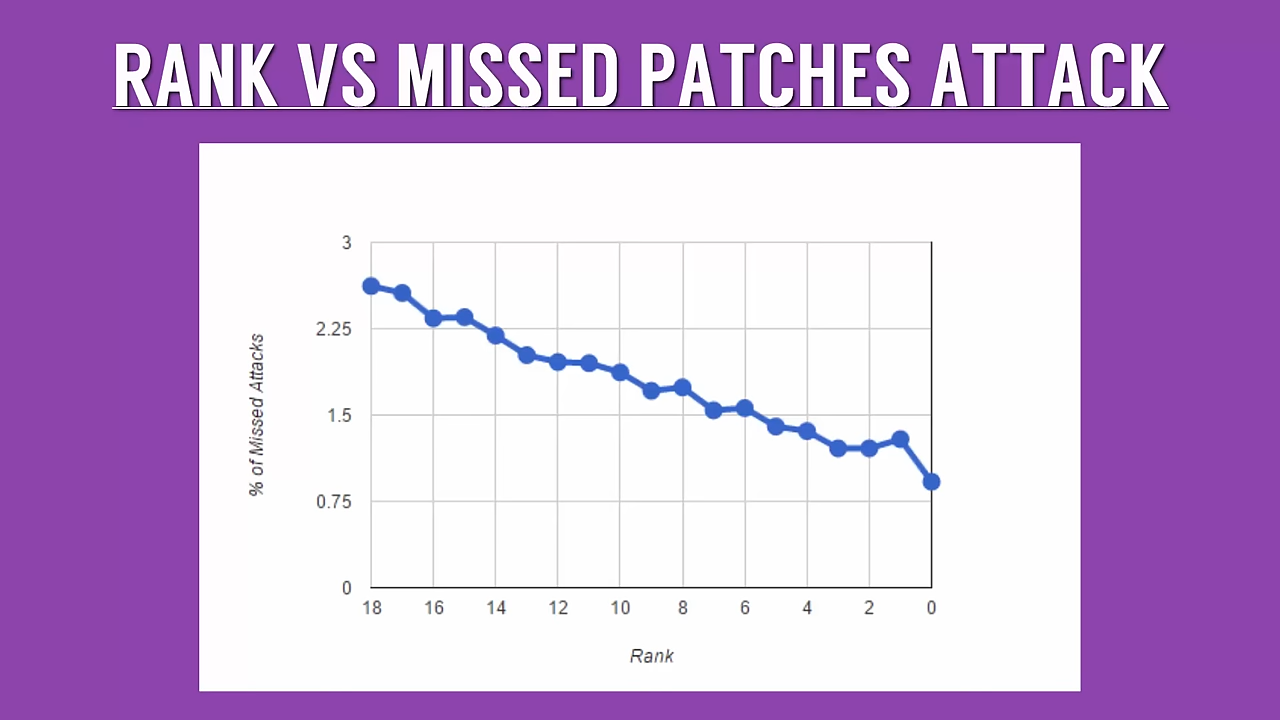 RANK VS MISSED PATCHES ATTACK
3
2.25
1.5
0.75
0
% of Missed Attacks
18 16 14 12 10 8 6 4 2 0
Rank